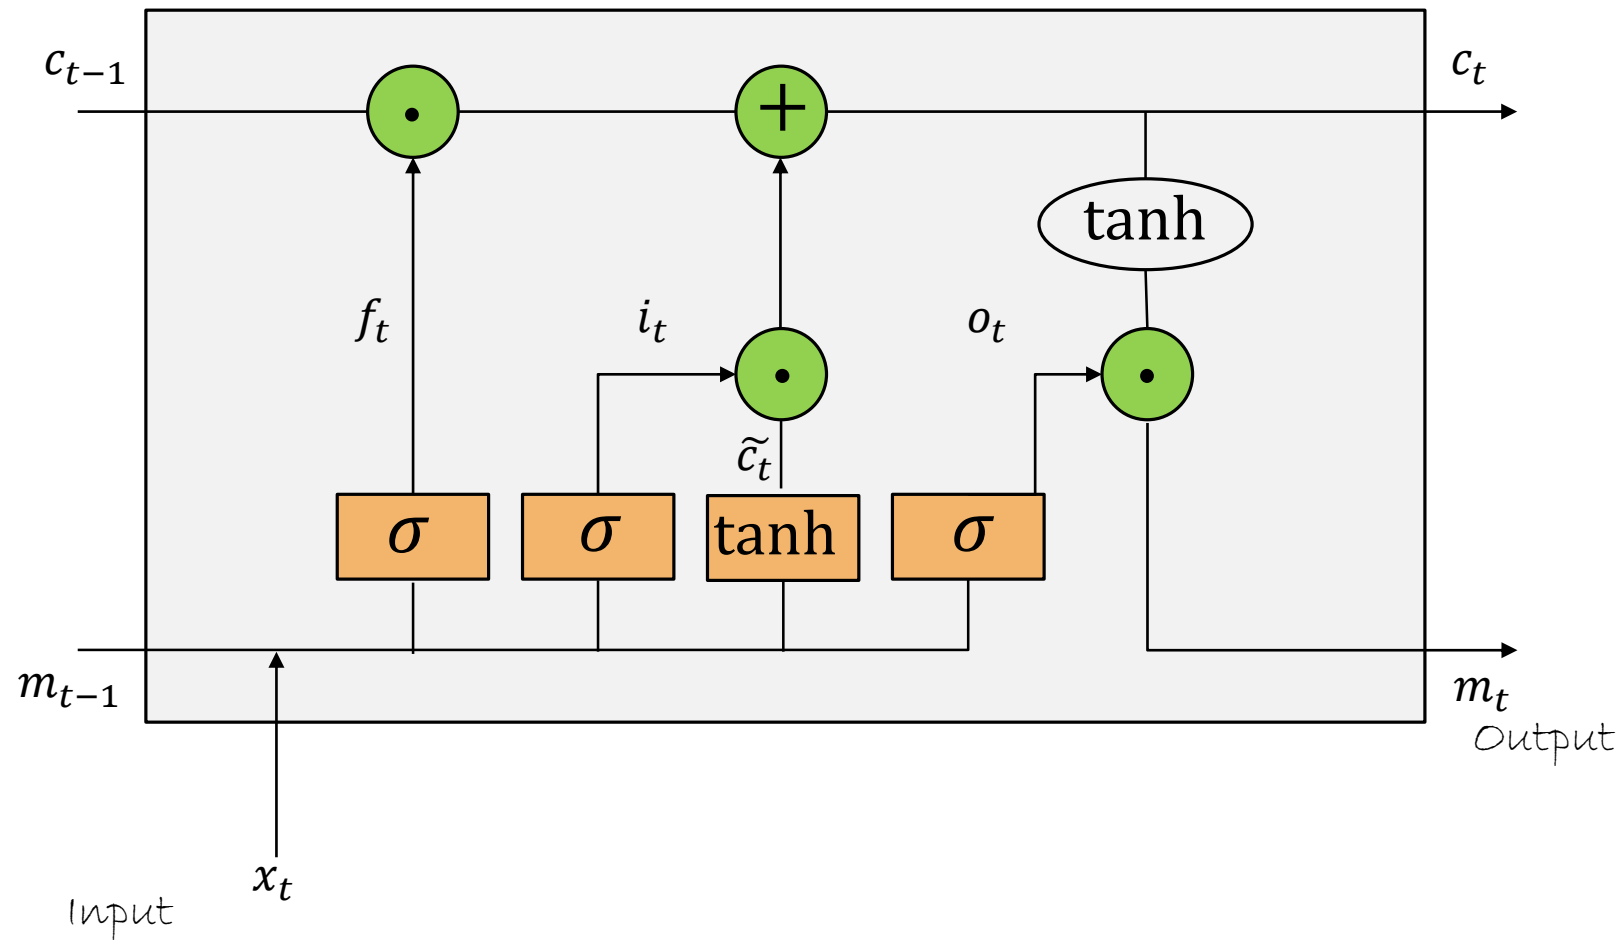 c_{t−1}
c_t
·
+
tanh
f_t
i_t
o_t
·
·
c̃_t
σ
σ
tanh
σ
m_{t−1}
m_t
Output
x_t
Input